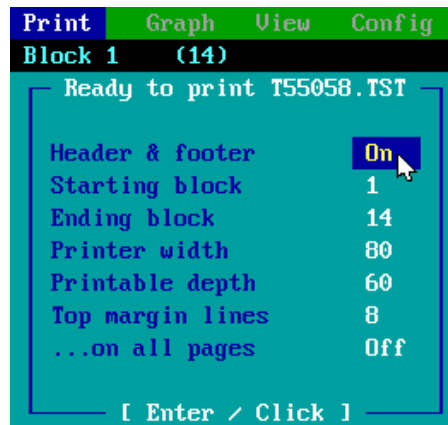 Print Graph View Config
Block 1 (14)
Ready to print T55058.TST
Header & footer On
Starting block 1
Ending block 14
Printer width 80
Printable depth 60
Top margin lines 8
...on all pages Off
[ Enter / Click ]